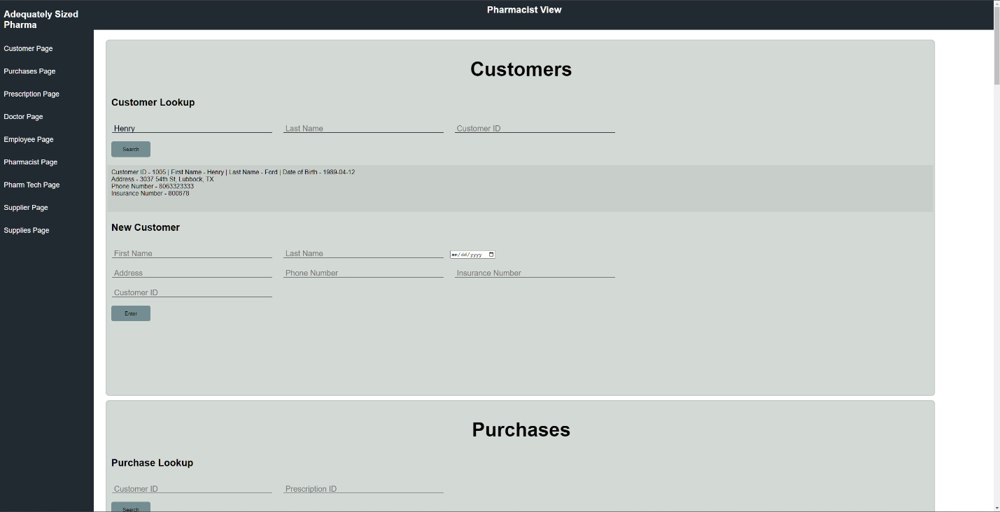 Adequately Sized
Pharma
Customer Page
Purchases Page
Prescription Page
Doctor Page
Employee Page
Pharmacist Page
Pharm Tech Page
Supplier Page
Supplies Page
Pharmacist View
Customers
Customer Lookup
Henry Last Name Customer ID
Search
Customer ID - 1005 | First Name - Henry | Last Name - Ford | Date of Birth - 1989-04-12
Address - 3037 54th St, Lubbock, TX
Phone Number - 8063323333
Insurance Number - 800678
New Customer
First Name Last Name mm/dd/yyyy
Address Phone Number Insurance Number
Customer ID
Enter
Purchases
Purchase Lookup
Customer ID Prescription ID
Search